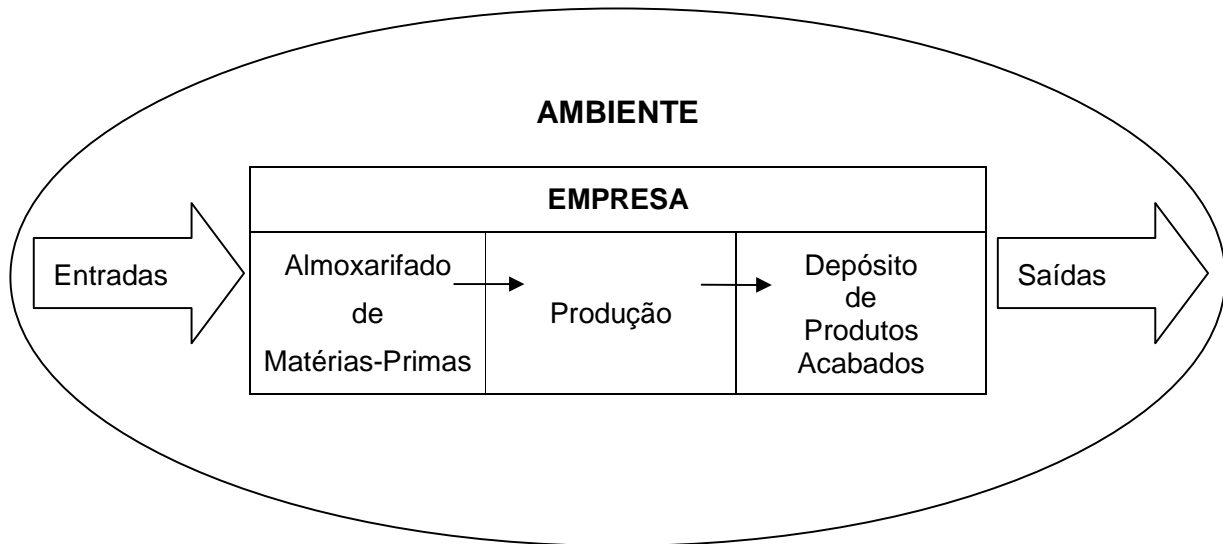 AMBIENTE
EMPRESA
Entradas
Almoxarifado
de
Matérias-Primas
Produção
Depósito
de
Produtos
Acabados
Saídas